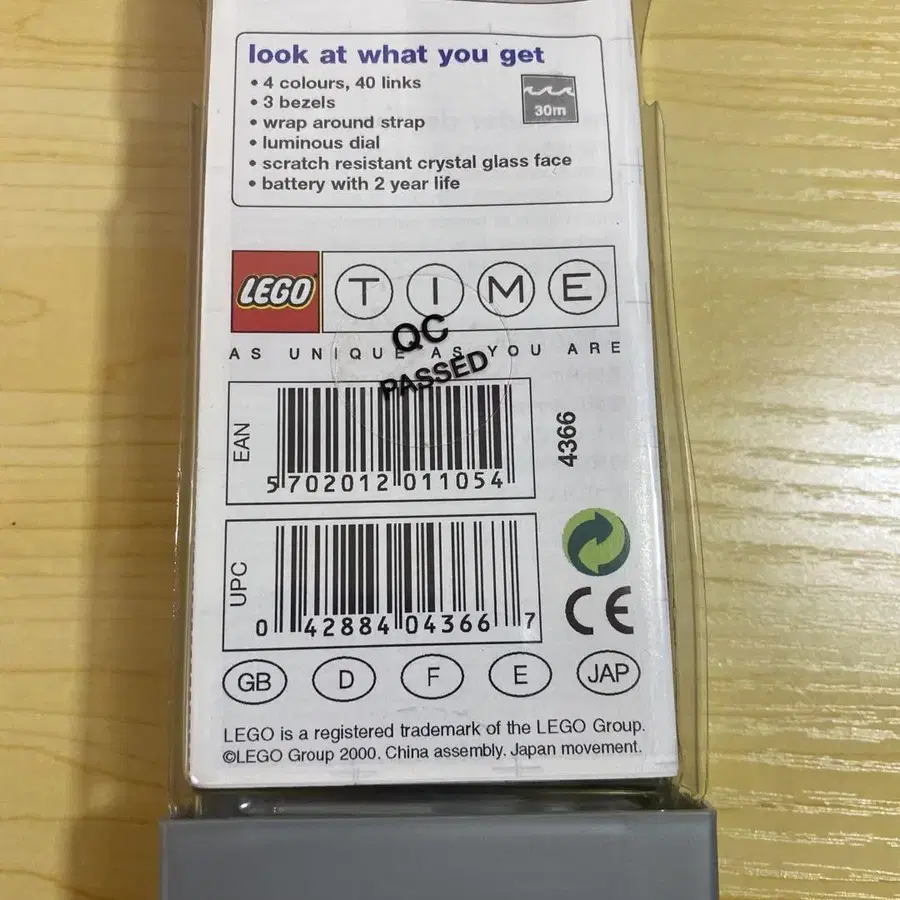 look at what you get
• 4 colours, 40 links
• 3 bezels
• wrap around strap
• luminous dial
• scratch resistant crystal glass face
• battery with 2 year life
30m
LEGO TIME
AS UNIQUE AS YOU ARE
QC
PASSED
EAN
5 702012 011054
4366
UPC
0 42884 04366 7
CE
GB D F E JAP
LEGO is a registered trademark of the LEGO Group.
©LEGO Group 2000. China assembly. Japan movement.